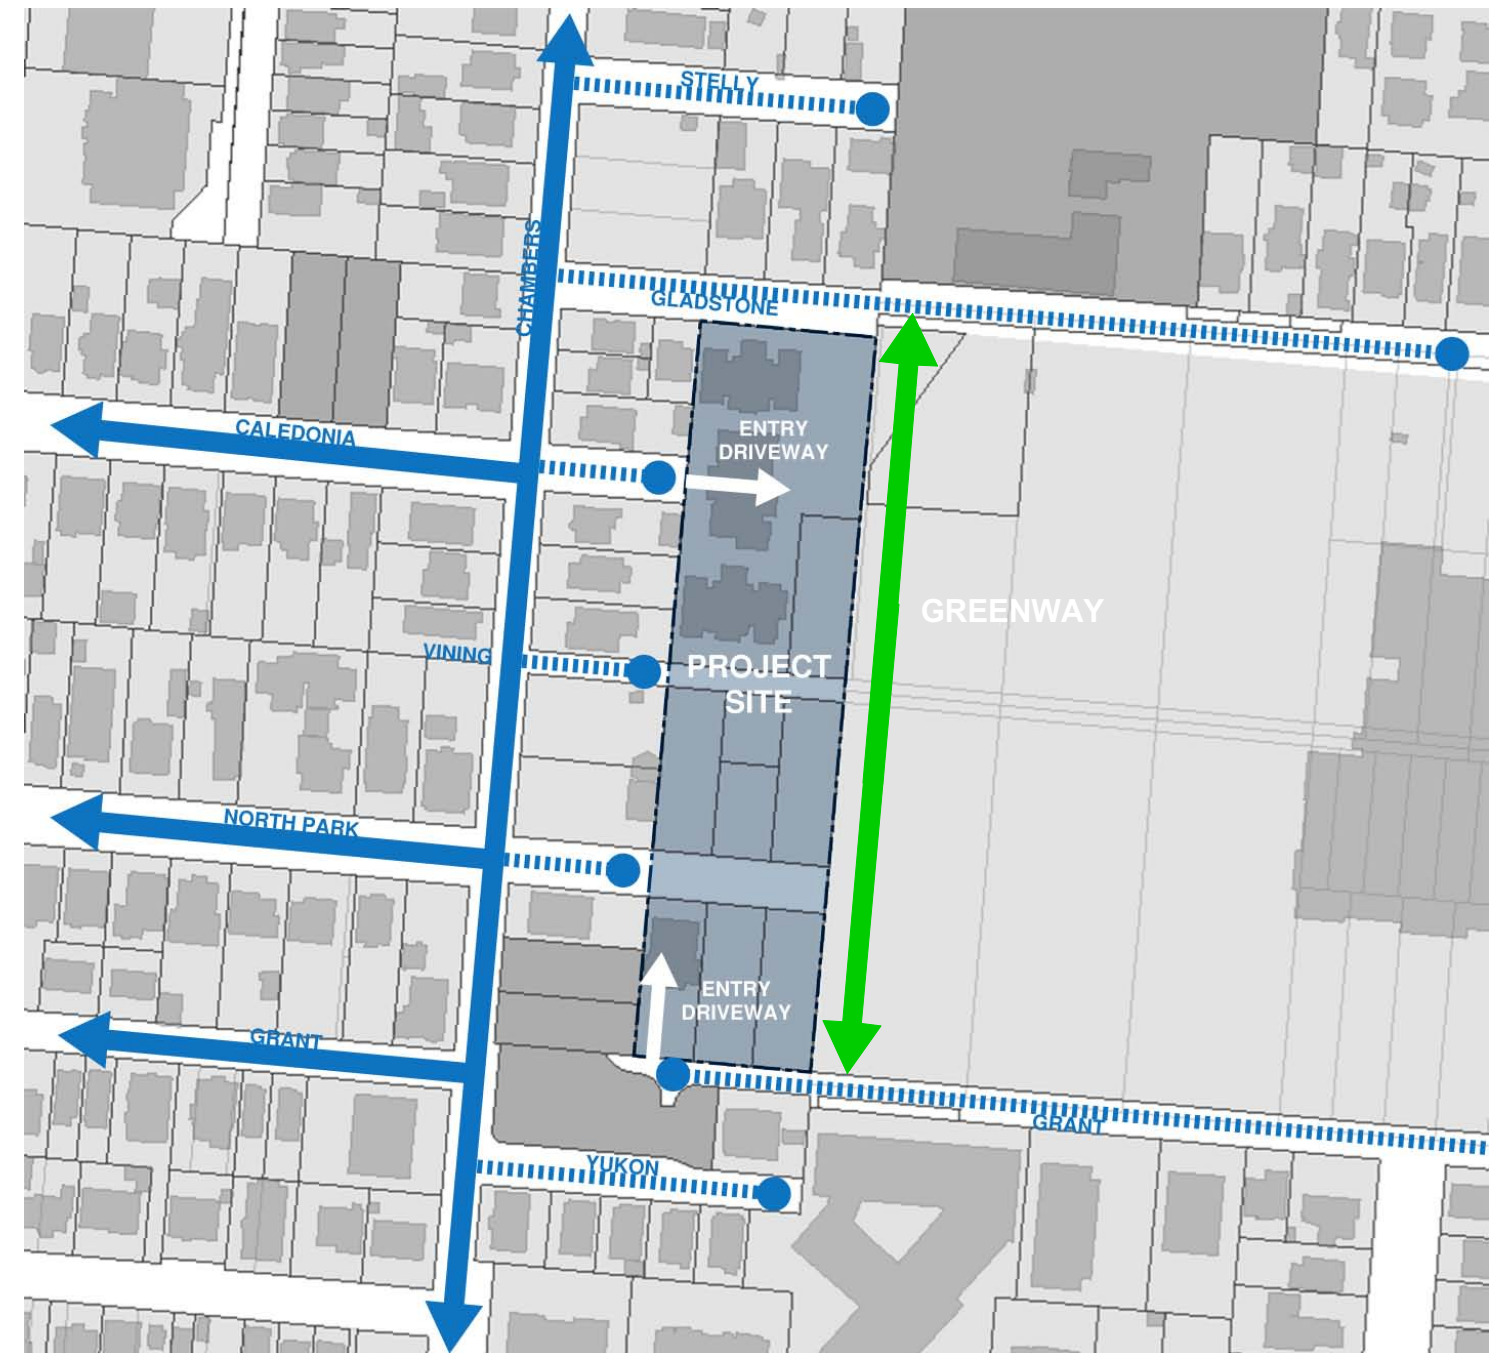 STELLY
CHAMBERS
GLADSTONE
CALEDONIA
ENTRY
DRIVEWAY
GREENWAY
VINING
PROJECT
SITE
NORTH PARK
ENTRY
DRIVEWAY
GRANT
GRANT
YUKON